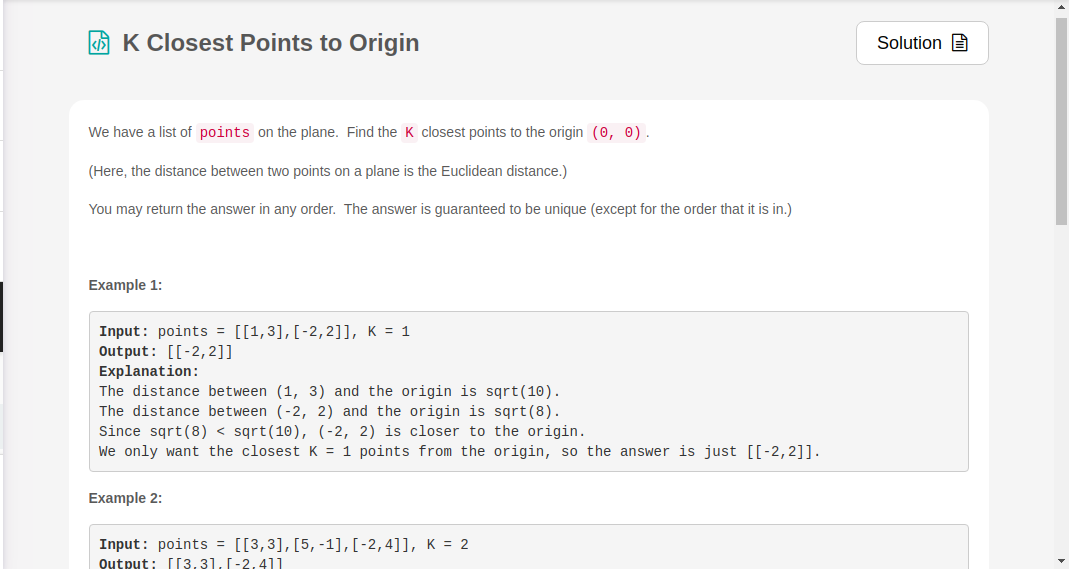 K Closest Points to Origin
Solution
We have a list of points on the plane.  Find the K closest points to the origin (0, 0).
(Here, the distance between two points on a plane is the Euclidean distance.)
You may return the answer in any order.  The answer is guaranteed to be unique (except for the order that it is in.)
Example 1:
Input: points = [[1,3],[-2,2]], K = 1
Output: [[-2,2]]
Explanation:
The distance between (1, 3) and the origin is sqrt(10).
The distance between (-2, 2) and the origin is sqrt(8).
Since sqrt(8) < sqrt(10), (-2, 2) is closer to the origin.
We only want the closest K = 1 points from the origin, so the answer is just [[-2,2]].
Example 2:
Input: points = [[3,3],[5,-1],[-2,4]], K = 2
Output: [[3,3],[-2,4]]